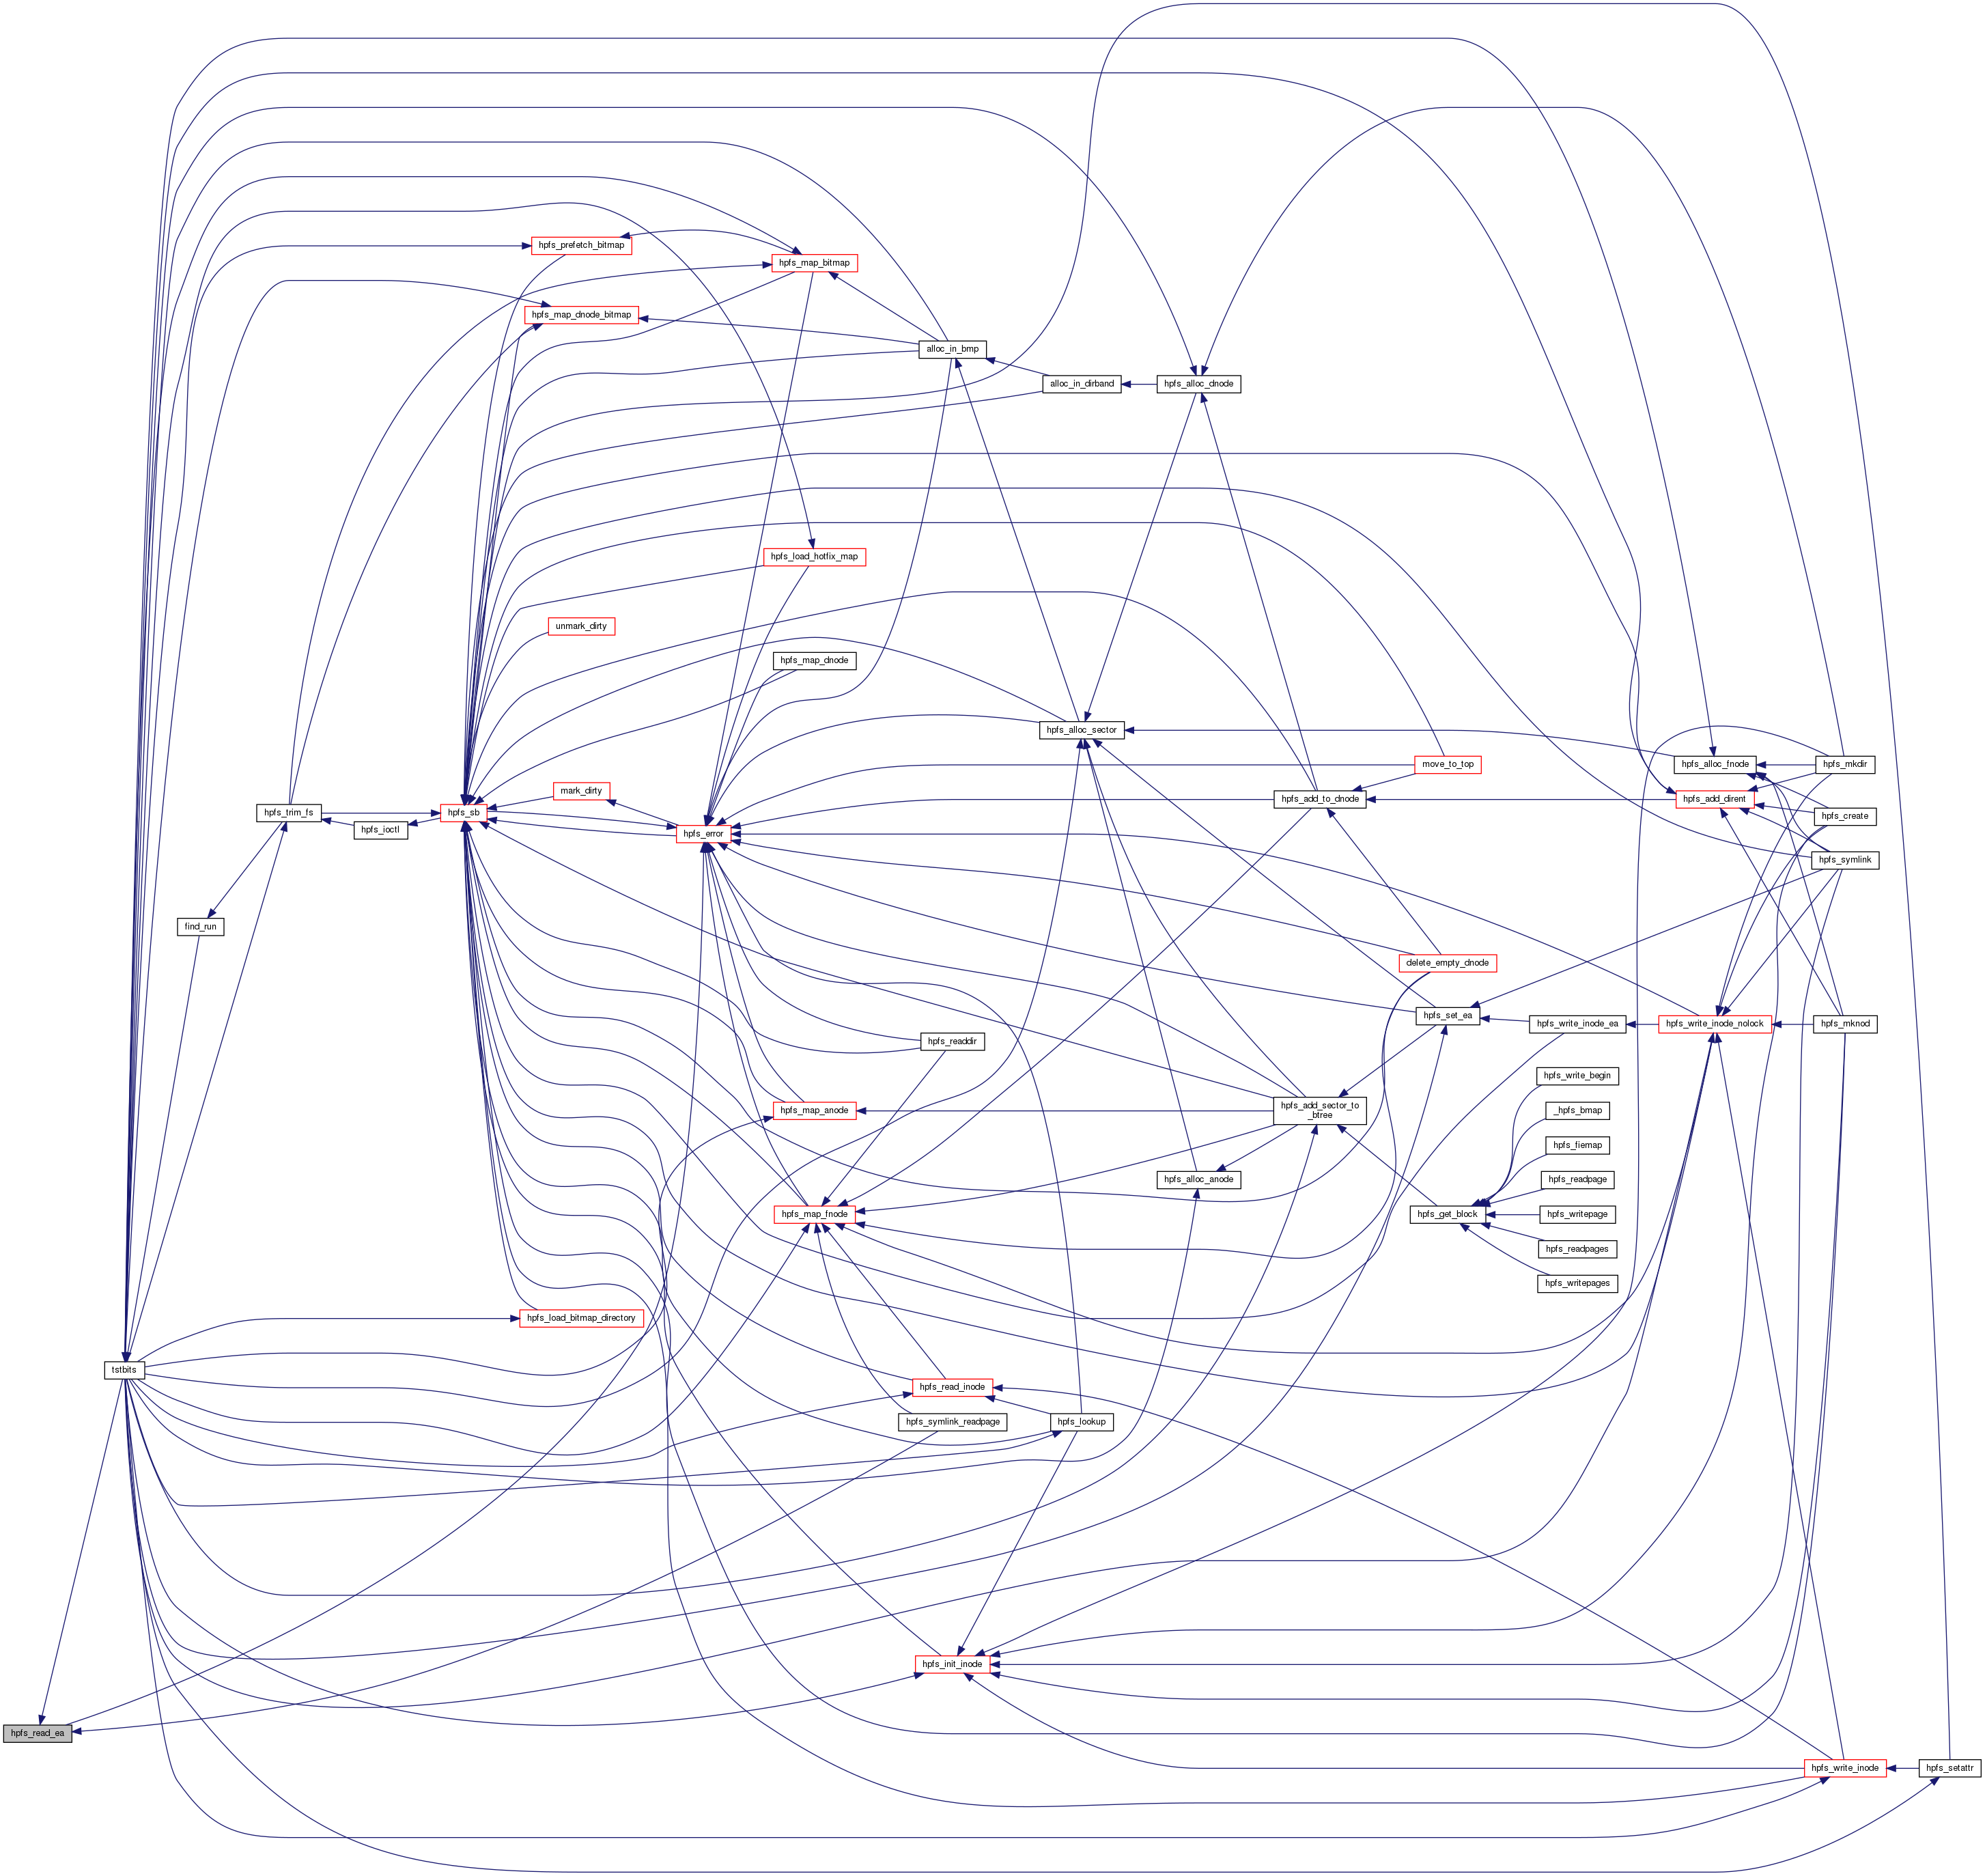 hpfs_prefetch_bitmap
hpfs_map_bitmap
hpfs_map_dnode_bitmap
alloc_in_bmp
alloc_in_dirband
hpfs_alloc_dnode
hpfs_load_hotfix_map
unmark_dirty
hpfs_map_dnode
hpfs_alloc_sector
move_to_top
hpfs_alloc_fnode
hpfs_mkdir
mark_dirty
hpfs_add_to_dnode
hpfs_add_dirent
hpfs_trim_fs
hpfs_sb
hpfs_create
hpfs_ioctl
hpfs_error
hpfs_symlink
find_run
delete_empty_dnode
hpfs_set_ea
hpfs_write_inode_ea
hpfs_write_inode_nolock
hpfs_mknod
hpfs_readdir
hpfs_write_begin
hpfs_map_anode
hpfs_add_sector_to
_btree
_hpfs_bmap
hpfs_fiemap
hpfs_alloc_anode
hpfs_readpage
hpfs_map_fnode
hpfs_get_block
hpfs_writepage
hpfs_readpages
hpfs_writepages
hpfs_load_bitmap_directory
tstbits
hpfs_read_inode
hpfs_symlink_readpage
hpfs_lookup
hpfs_init_inode
hpfs_read_ea
hpfs_write_inode
hpfs_setattr